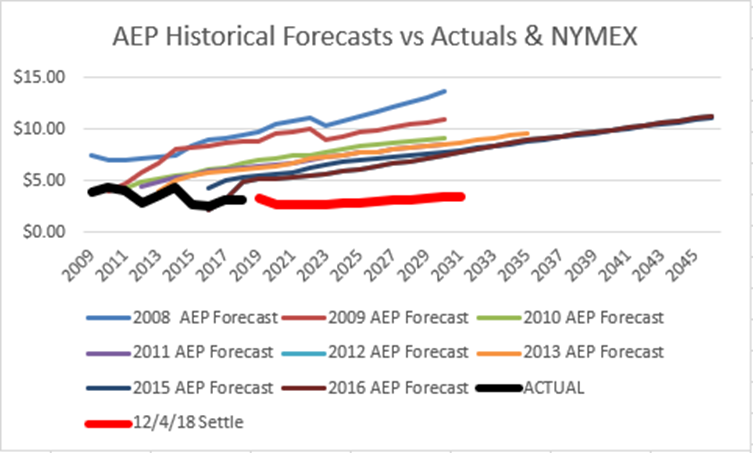 AEP Historical Forecasts vs Actuals & NYMEX
$15.00
$10.00
$5.00
$0.00
2009 2011 2013 2015 2017 2019 2021 2023 2025 2027 2029 2031 2033 2035 2037 2039 2041 2043 2045
2008 AEP Forecast 2009 AEP Forecast 2010 AEP Forecast
2011 AEP Forecast 2012 AEP Forecast 2013 AEP Forecast
2015 AEP Forecast 2016 AEP Forecast ACTUAL
12/4/18 Settle